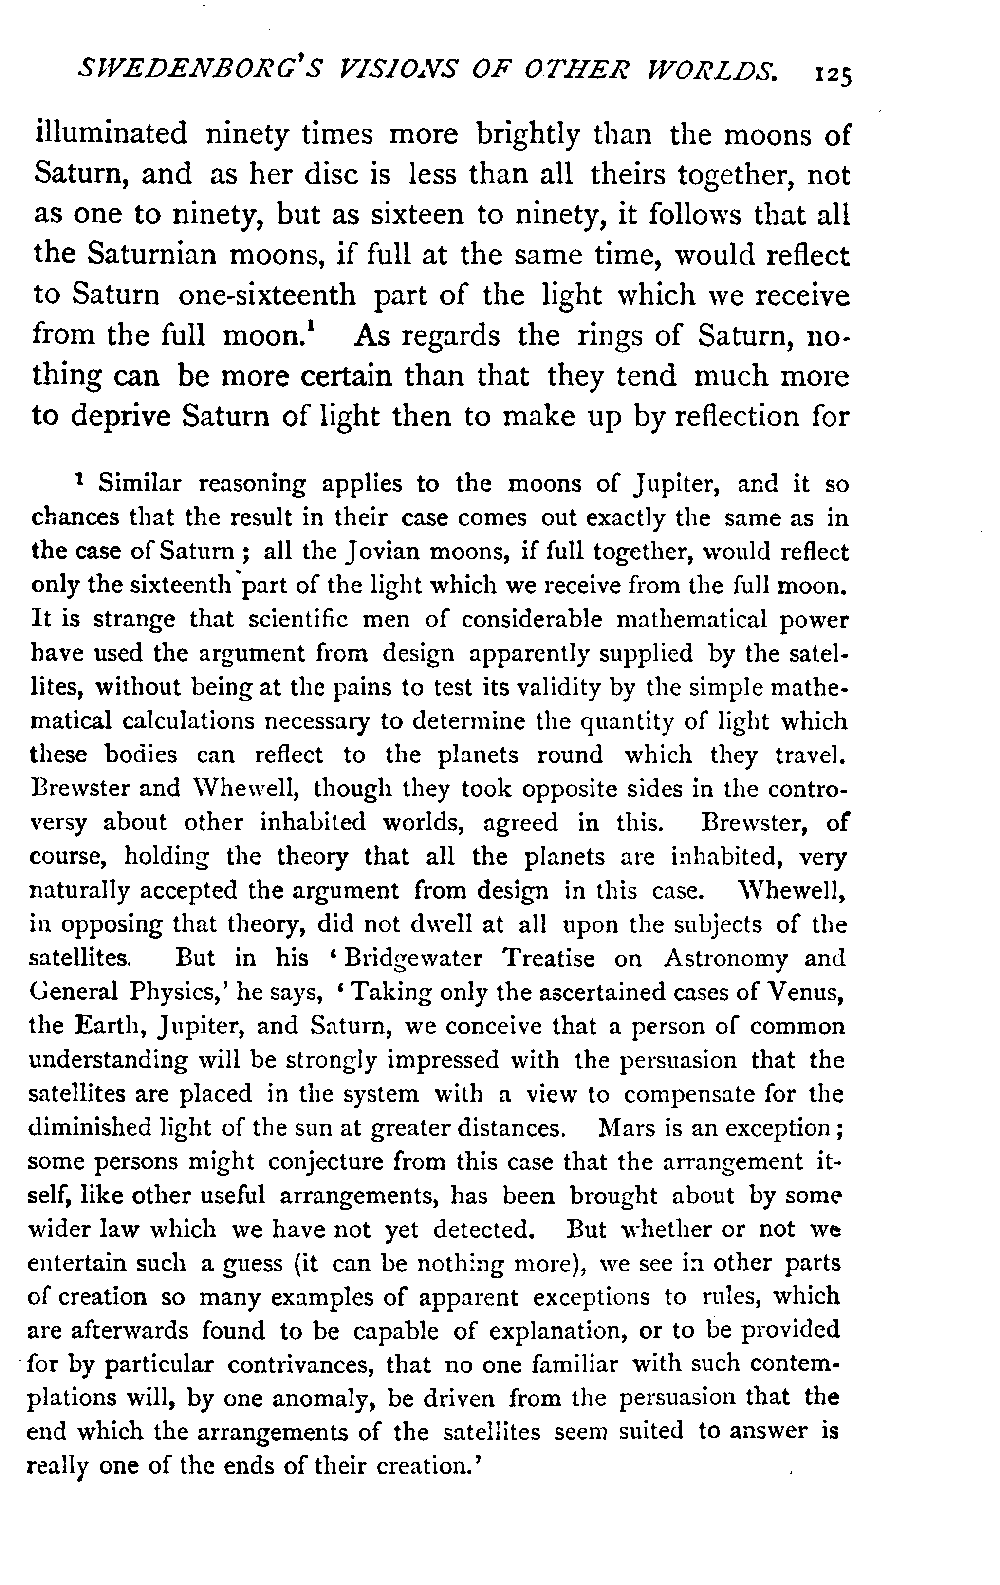 SWEDENBORG'S VISIONS OF OTHER WORLDS. 125
illuminated ninety times more brightly than the moons of
Saturn, and as her disc is less than all theirs together, not
as one to ninety, but as sixteen to ninety, it follows that all
the Saturnian moons, if full at the same time, would reflect
to Saturn one-sixteenth part of the light which we receive
from the full moon.¹ As regards the rings of Saturn, no-
thing can be more certain than that they tend much more
to deprive Saturn of light then to make up by reflection for
¹ Similar reasoning applies to the moons of Jupiter, and it so
chances that the result in their case comes out exactly the same as in
the case of Saturn; all the Jovian moons, if full together, would reflect
only the sixteenth part of the light which we receive from the full moon.
It is strange that scientific men of considerable mathematical power
have used the argument from design apparently supplied by the satel-
lites, without being at the pains to test its validity by the simple mathe-
matical calculations necessary to determine the quantity of light which
these bodies can reflect to the planets round which they travel.
Brewster and Whewell, though they took opposite sides in the contro-
versy about other inhabited worlds, agreed in this. Brewster, of
course, holding the theory that all the planets are inhabited, very
naturally accepted the argument from design in this case. Whewell,
in opposing that theory, did not dwell at all upon the subjects of the
satellites. But in his 'Bridgewater Treatise on Astronomy and
General Physics,' he says, 'Taking only the ascertained cases of Venus,
the Earth, Jupiter, and Saturn, we conceive that a person of common
understanding will be strongly impressed with the persuasion that the
satellites are placed in the system with a view to compensate for the
diminished light of the sun at greater distances. Mars is an exception;
some persons might conjecture from this case that the arrangement it-
self, like other useful arrangements, has been brought about by some
wider law which we have not yet detected. But whether or not we
entertain such a guess (it can be nothing more), we see in other parts
of creation so many examples of apparent exceptions to rules, which
are afterwards found to be capable of explanation, or to be provided
for by particular contrivances, that no one familiar with such contem-
plations will, by one anomaly, be driven from the persuasion that the
end which the arrangements of the satellites seem suited to answer is
really one of the ends of their creation.'